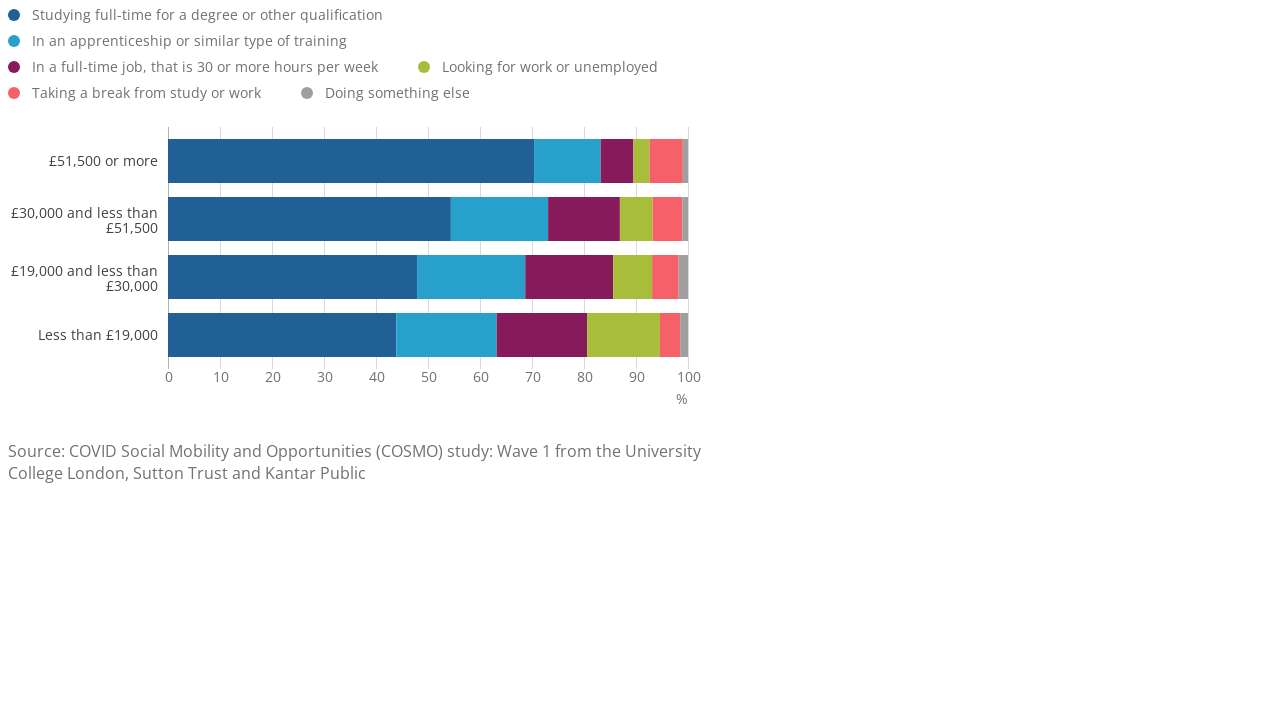 Studying full-time for a degree or other qualification
In an apprenticeship or similar type of training
In a full-time job, that is 30 or more hours per week
Looking for work or unemployed
Taking a break from study or work
Doing something else
£51,500 or more
£30,000 and less than
£51,500
£19,000 and less than
£30,000
Less than £19,000
0 10 20 30 40 50 60 70 80 90 100
%
Source: COVID Social Mobility and Opportunities (COSMO) study: Wave 1 from the University
College London, Sutton Trust and Kantar Public